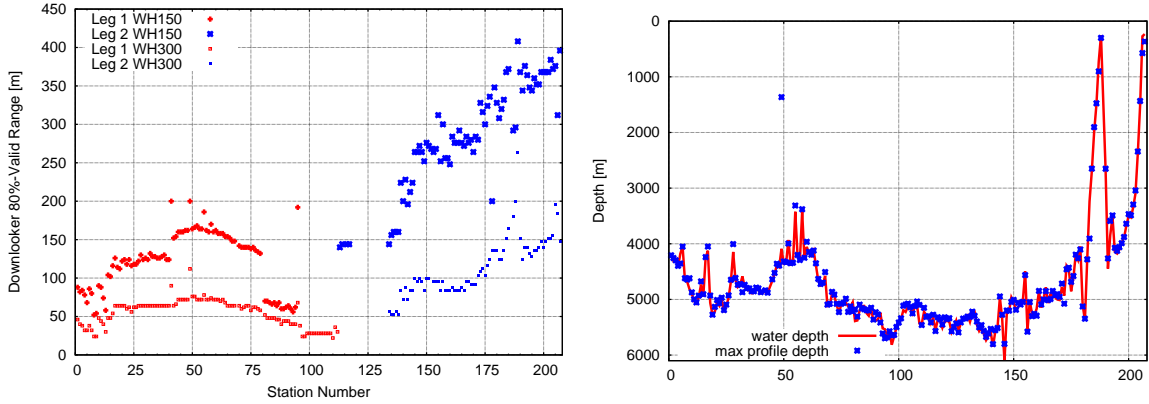 Downlooker 80%-Valid Range [m]
450
400
350
300
250
200
150
100
50
0
Leg 1 WH150
Leg 2 WH150
Leg 1 WH300
Leg 2 WH300
0 25 50 75 100 125 150 175 200
Station Number
Depth [m]
0
1000
2000
3000
4000
5000
6000
water depth
max profile depth
0 50 100 150 200